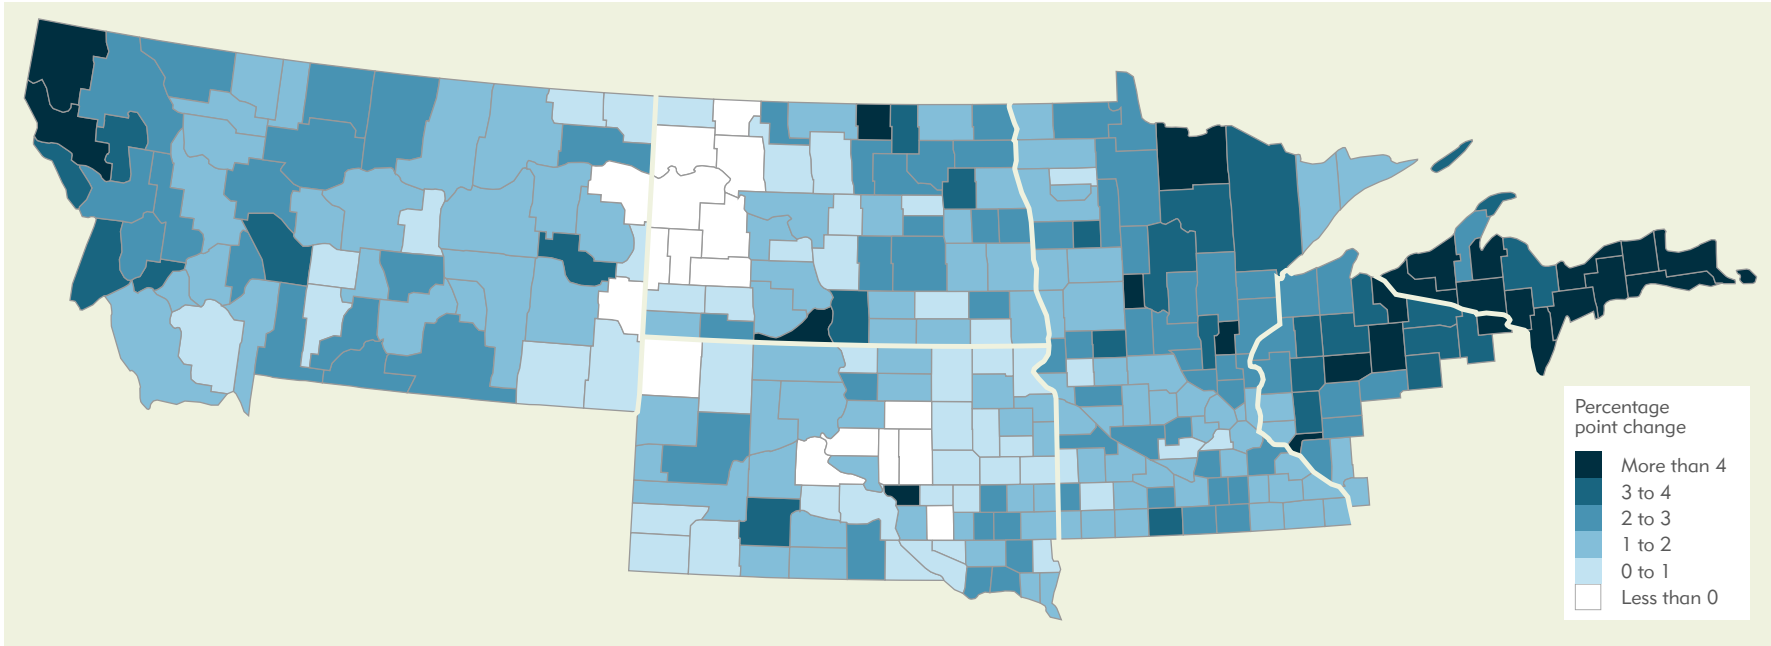 Percentage
point change
More than 4
3 to 4
2 to 3
1 to 2
0 to 1
Less than 0